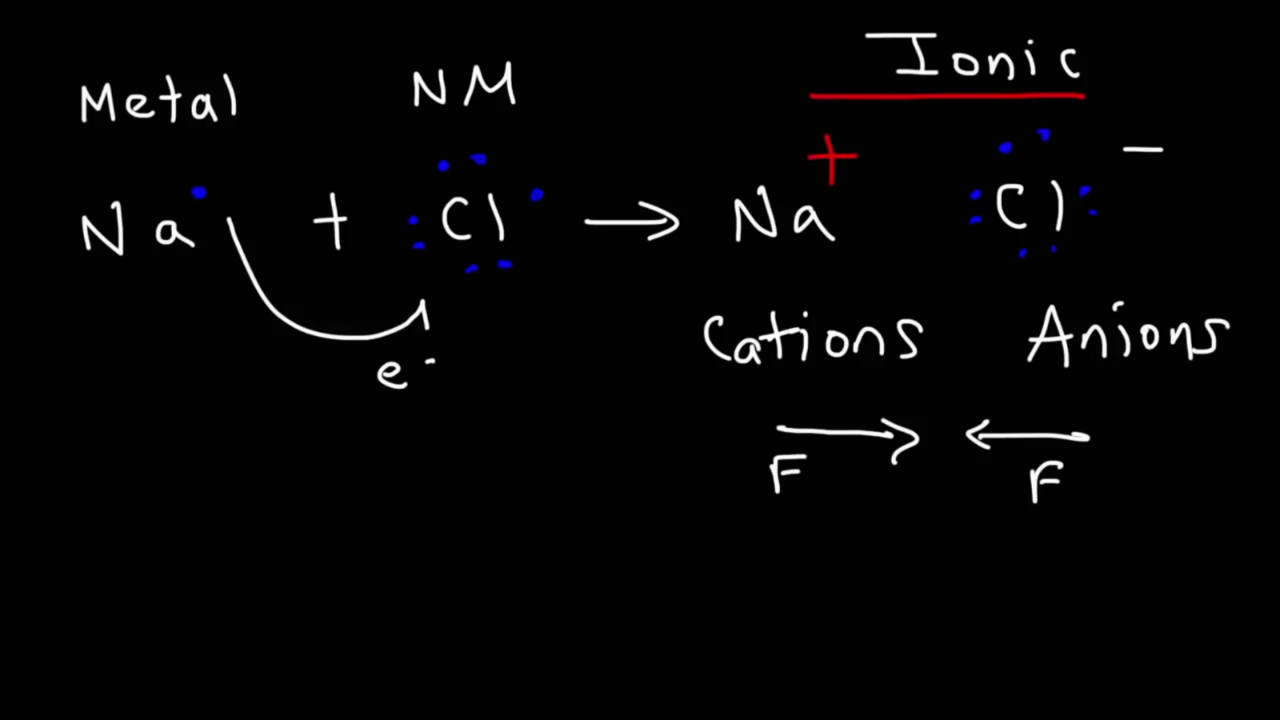 Ionic
Metal NM
Na + Cl → Na+ Cl−
e-
Cations Anions
→ ←
F F